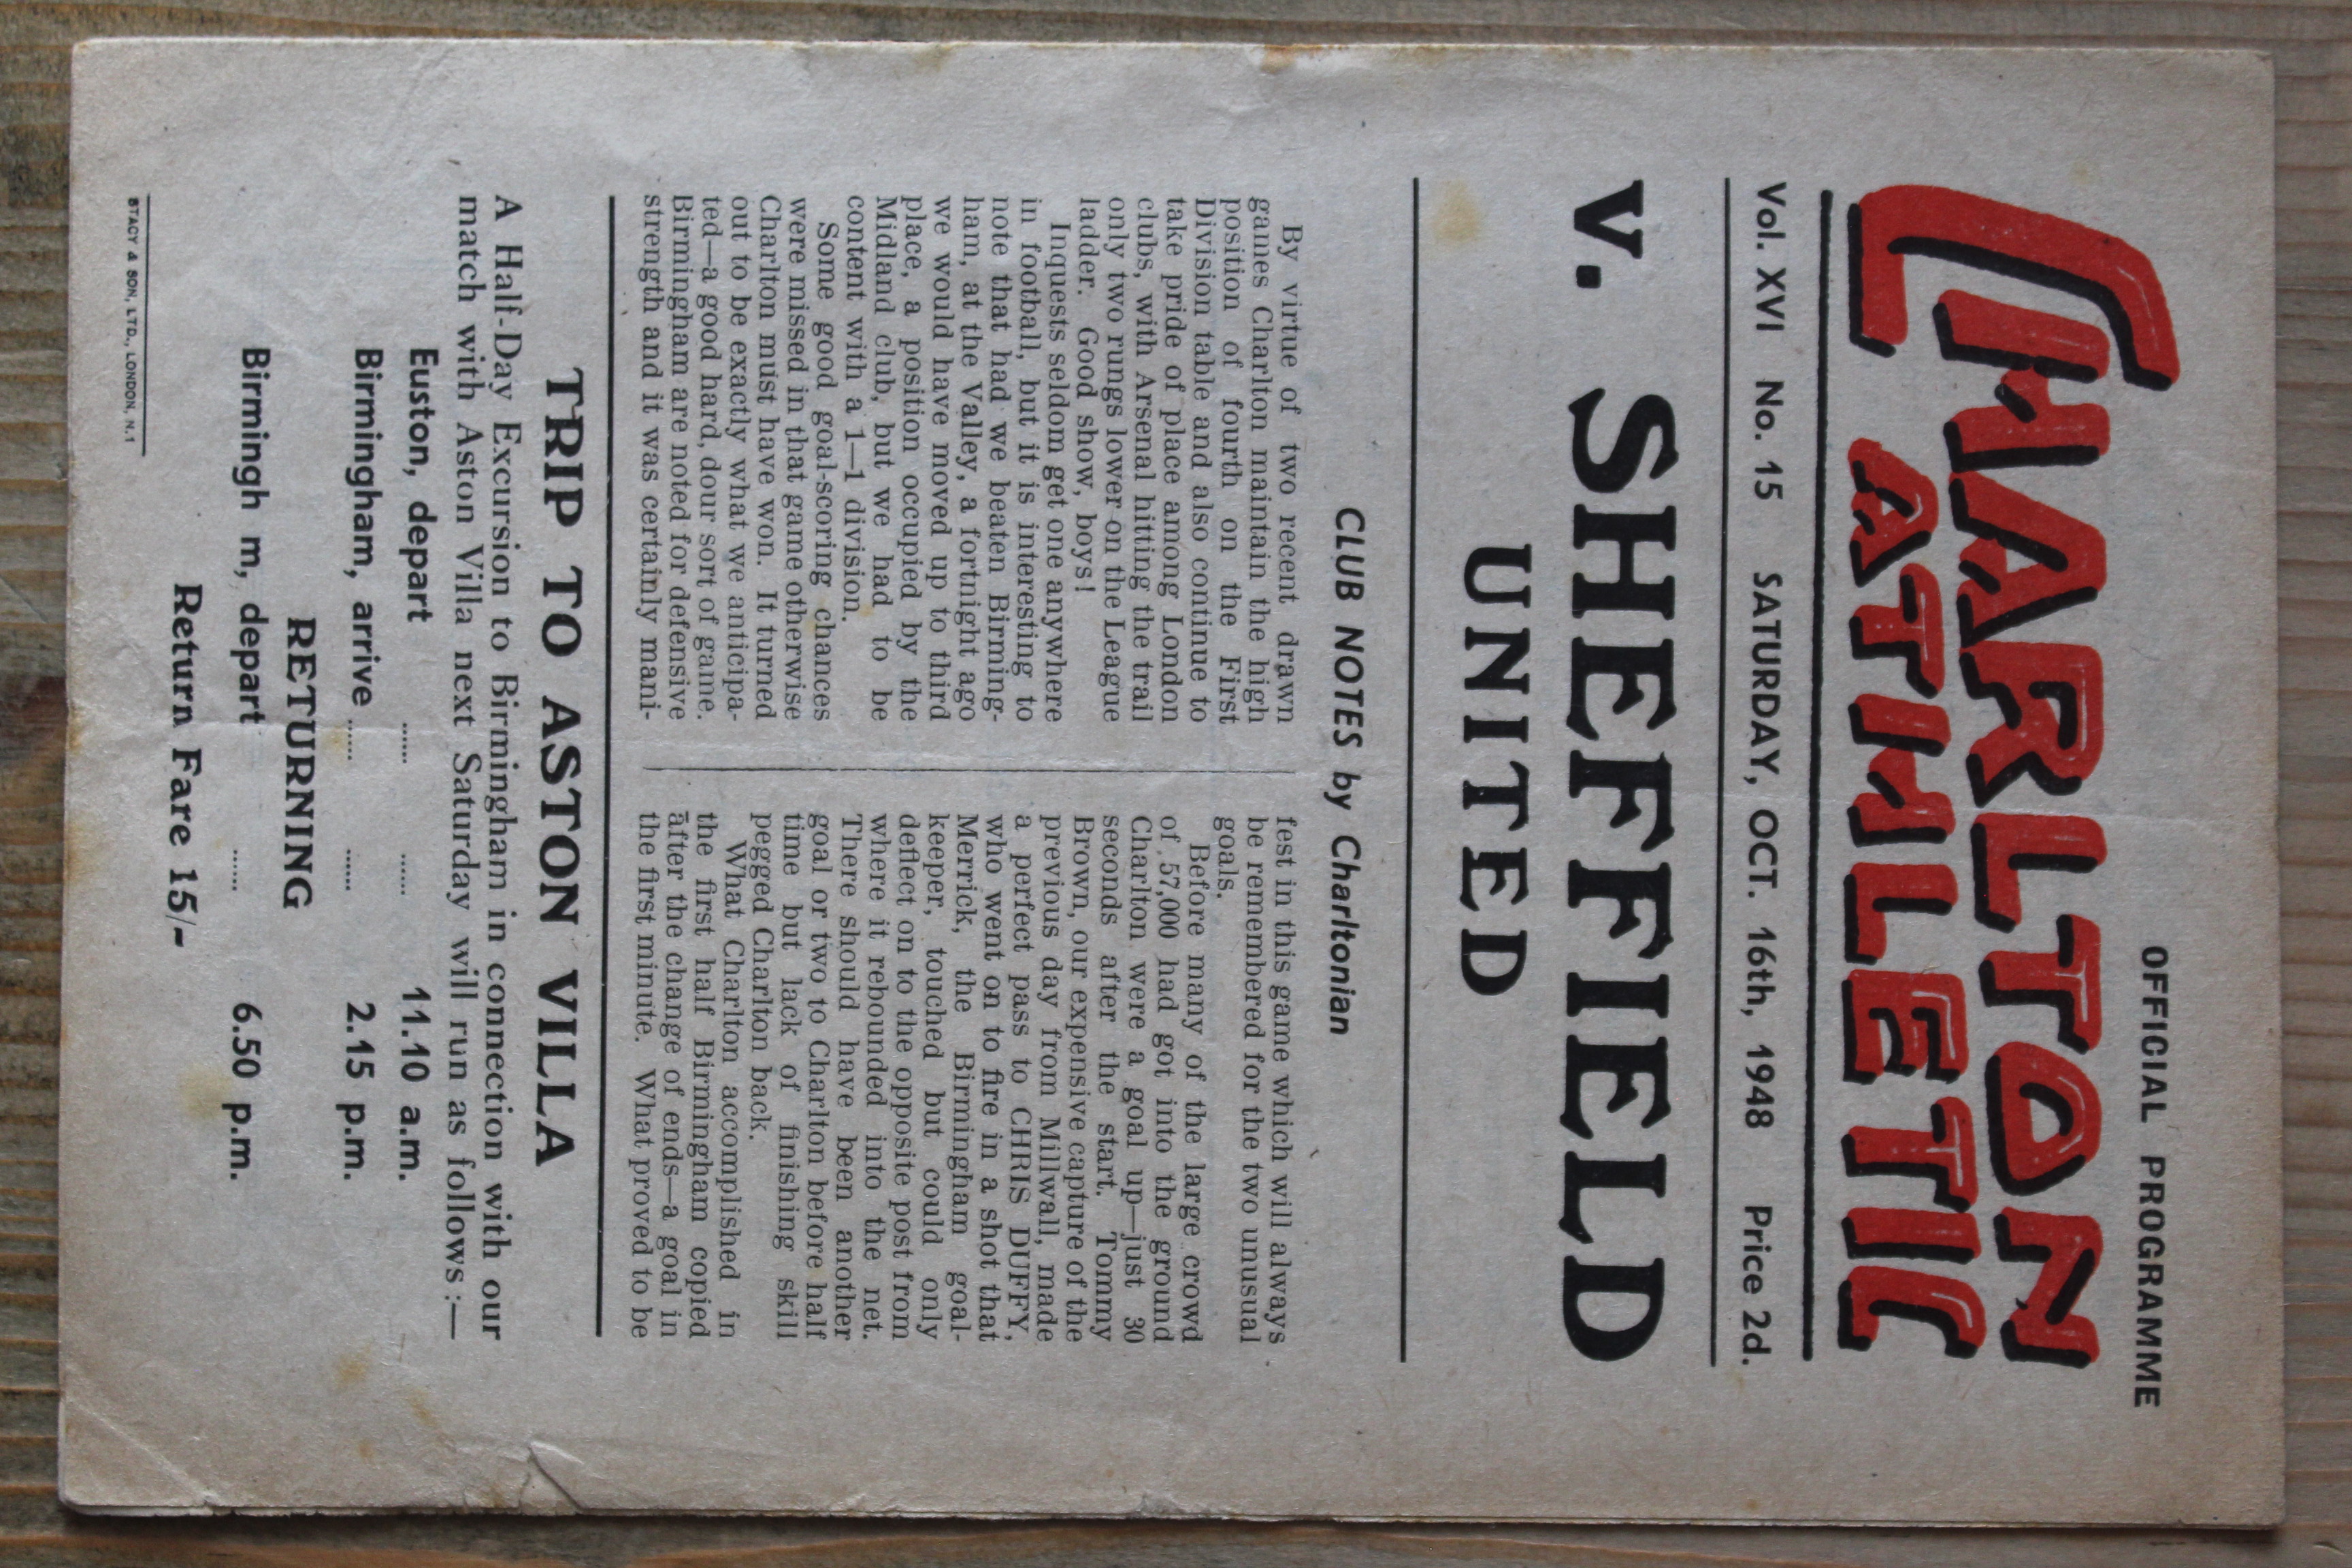 OFFICIAL PROGRAMME
CHARLTON
ATHLETIC
Vol. XVI No. 15 SATURDAY, OCT. 16th, 1948 Price 2d.
v. SHEFFIELD
UNITED
CLUB NOTES by Charltonian
By virtue of two recent drawn
games Charlton maintain the high
position of fourth on the First
Division table and also continue to
take pride of place among London
clubs, with Arsenal hitting the trail
only two rungs lower on the League
ladder. Good show, boys!
Inquests seldom get one anywhere
in football, but it is interesting to
note that had we beaten Birming-
ham, at the Valley, a fortnight ago
we would have moved up to third
place, a position occupied by the
Midland club, but we had to be
content with a 1—1 division.
Some good goal-scoring chances
were missed in that game otherwise
Charlton must have won. It turned
out to be exactly what we anticipa-
ted—a good hard, dour sort of game.
Birmingham are noted for defensive
strength and it was certainly mani-
fest in this game which will always
be remembered for the two unusual
goals.
Before many of the large crowd
of 57,000 had got into the ground
Charlton were a goal up—just 30
seconds after the start. Tommy
Brown, our expensive capture of the
previous day from Millwall, made
a perfect pass to CHRIS DUFFY,
who went on to fire in a shot that
Merrick, the Birmingham goal-
keeper, touched but could only
deflect on to the opposite post from
where it rebounded into the net.
There should have been another
goal or two to Charlton before half
time but lack of finishing skill
pegged Charlton back.
What Charlton accomplished in
the first half Birmingham copied
after the change of ends—a goal in
the first minute. What proved to be
TRIP TO ASTON VILLA
A Half-Day Excursion to Birmingham in connection with our
match with Aston Villa next Saturday will run as follows :—
Euston, depart ...... ...... 11.10 a.m.
Birmingham, arrive ...... ...... 2.15 p.m.
RETURNING
Birmingh m, depart ...... 6.50 p.m.
Return Fare 15/-
STACY & SON, LTD., LONDON, N.1